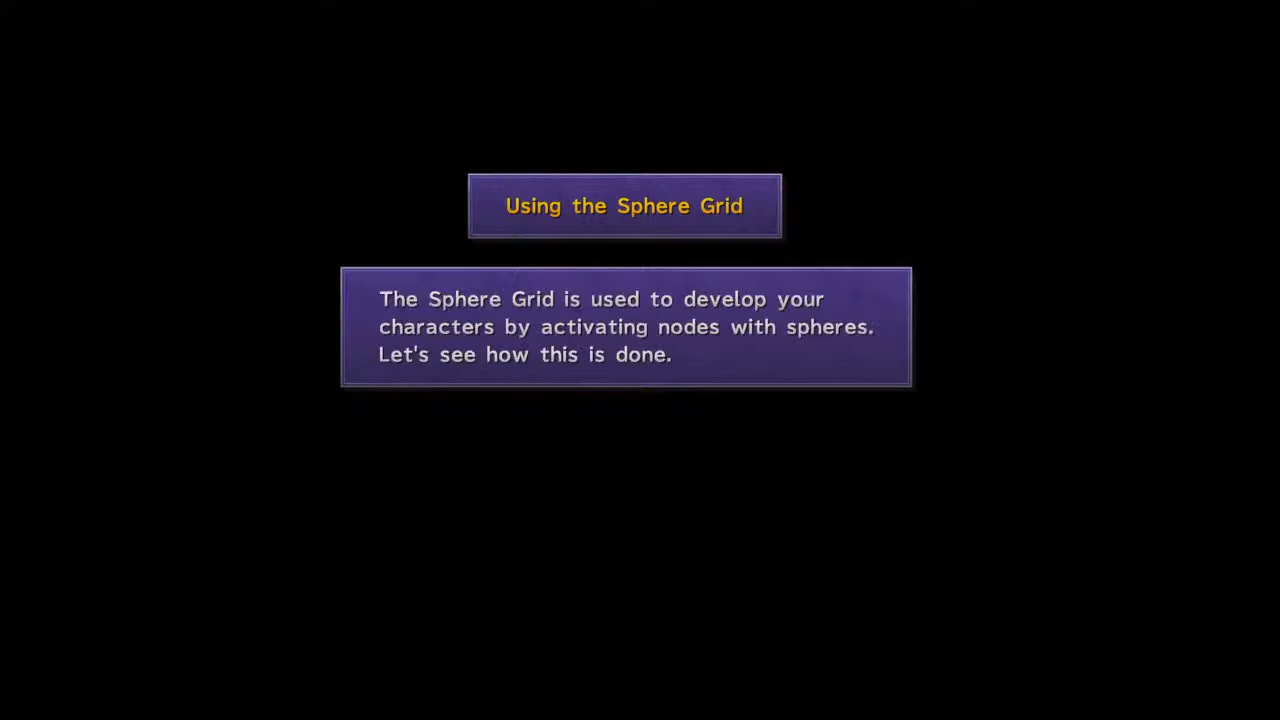 Using the Sphere Grid
The Sphere Grid is used to develop your
characters by activating nodes with spheres.
Let's see how this is done.